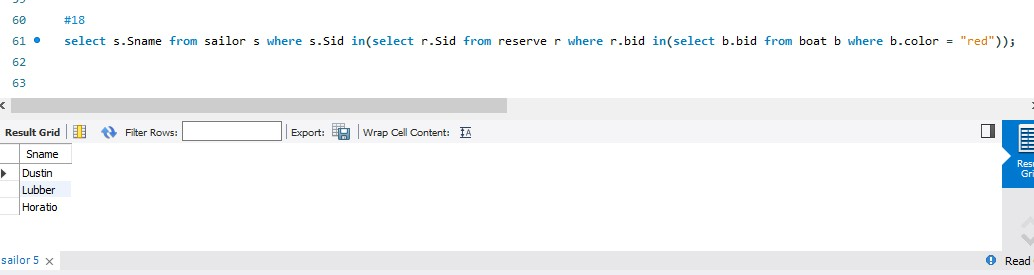 60 #18
61 select s.Sname from sailor s where s.Sid in(select r.Sid from reserve r where r.bid in(select b.bid from boat b where b.color = "red"));
62
63
Result Grid Filter Rows: Export: Wrap Cell Content: IA
Sname
Dustin
Lubber
Horatio
sailor 5 x
Read